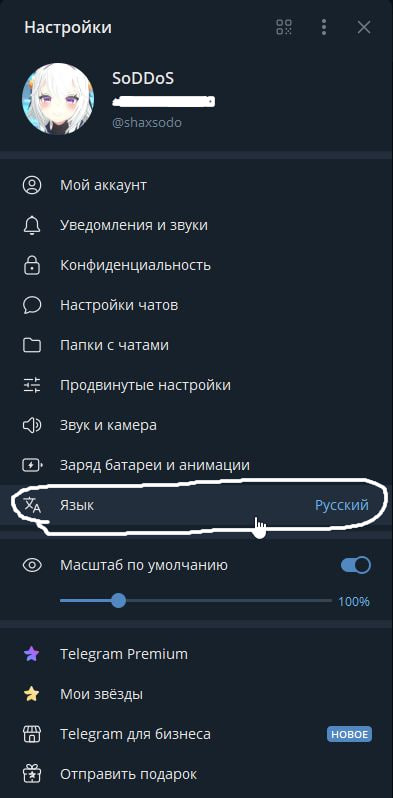 Настройки
SoDDoS
@shaxsodo
Мой аккаунт
Уведомления и звуки
Конфиденциальность
Настройки чатов
Папки с чатами
Продвинутые настройки
Звук и камера
Заряд батареи и анимации
Язык Русский
Масштаб по умолчанию
100%
Telegram Premium
Мои звёзды
Telegram для бизнеса НОВОЕ
Отправить подарок